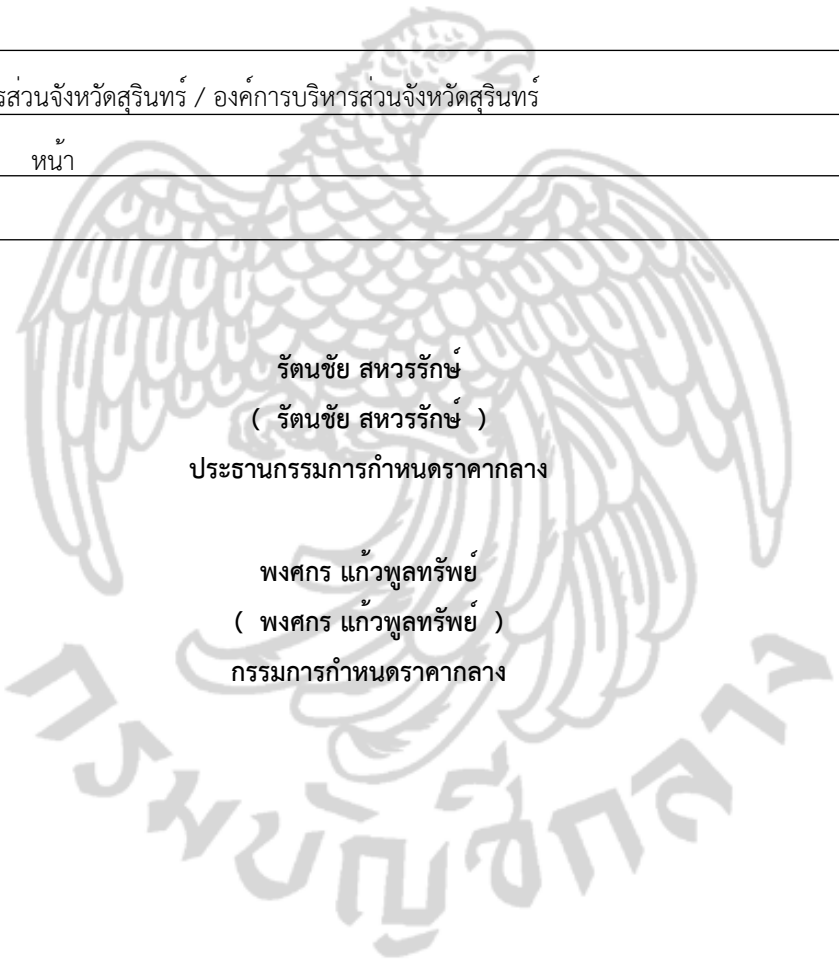 รส่วนจังหวัดสุรินทร์ / องค์การบริหารส่วนจังหวัดสุรินทร์
หน้า
รัตนชัย สหวรรักษ์
( รัตนชัย สหวรรักษ์ )
ประธานกรรมการกำหนดราคากลาง
พงศกร แก้วพูลทรัพย์
( พงศกร แก้วพูลทรัพย์ )
กรรมการกำหนดราคากลาง
กรมบัญชีกลาง